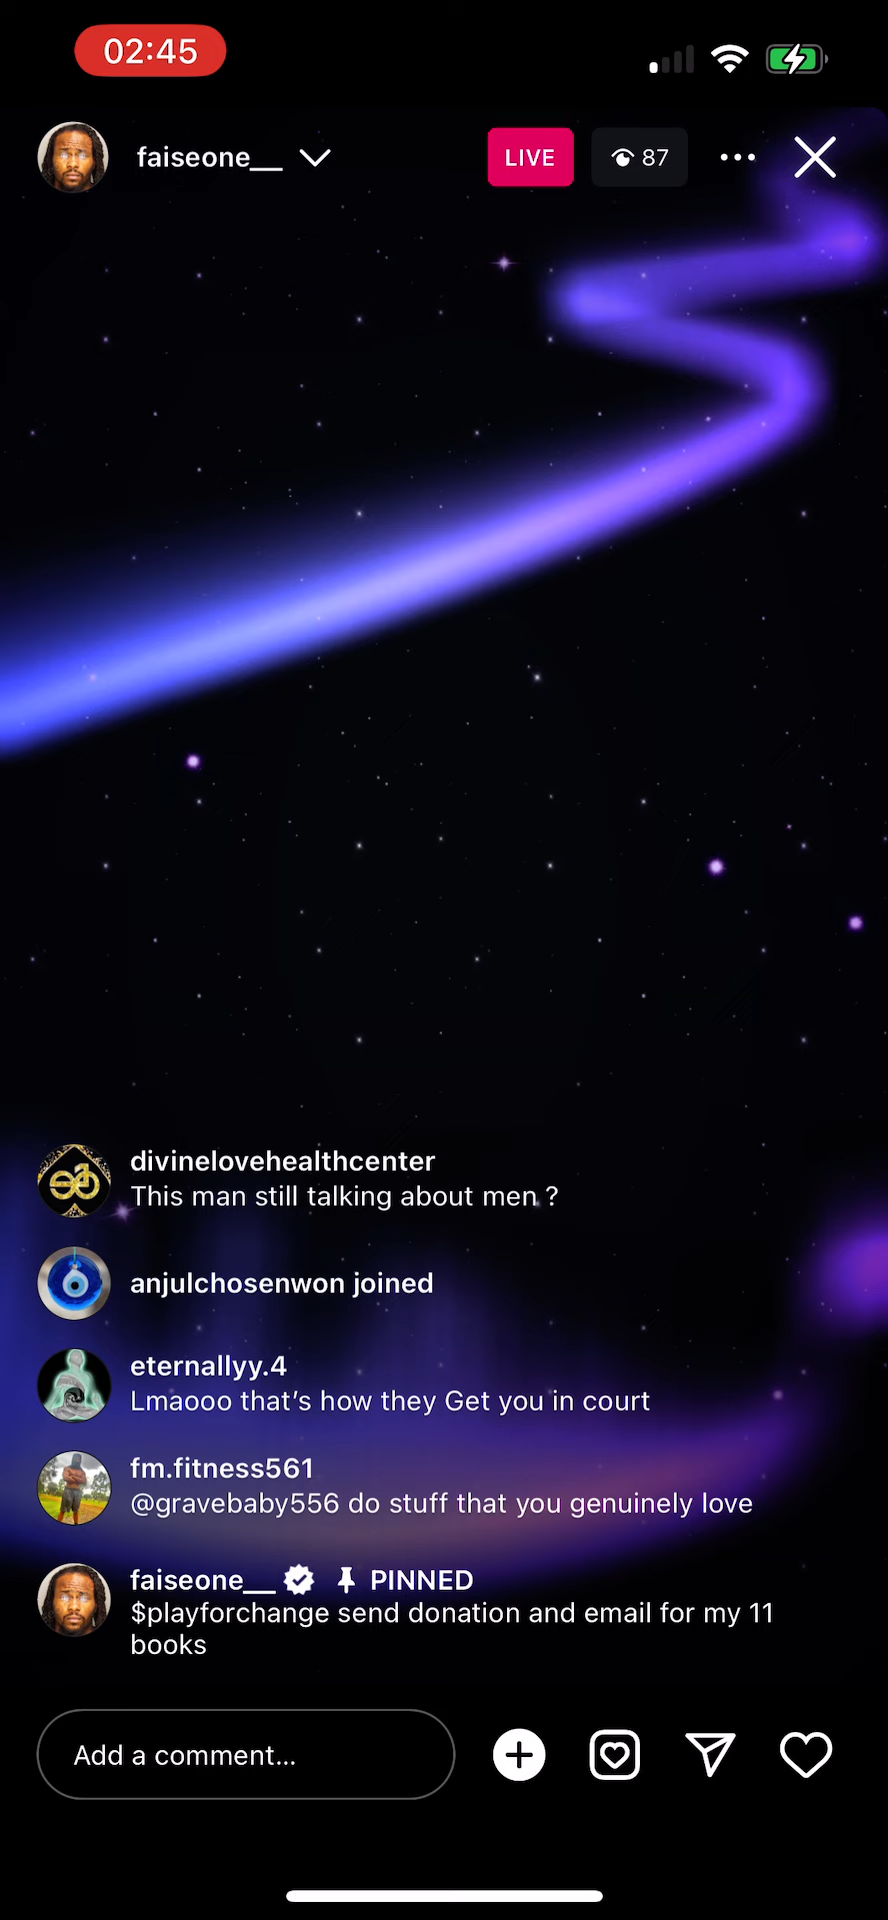 02:45
faiseone__
LIVE
87
divinelovehealthcenter
This man still talking about men ?
anjulchosenwon joined
eternallyy.4
Lmaooo that’s how they Get you in court
fm.fitness561
@gravebaby556 do stuff that you genuinely love
faiseone__ PINNED
$playforchange send donation and email for my 11
books
Add a comment...